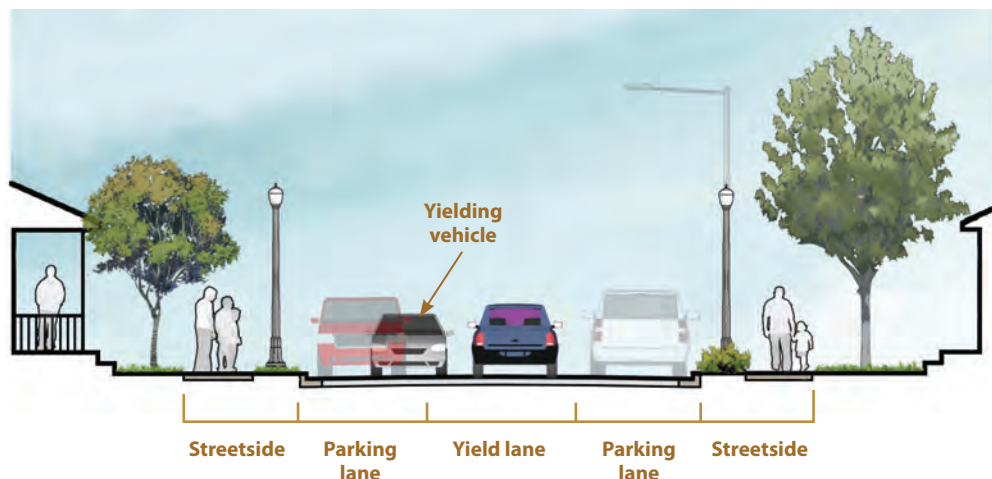 Yielding
vehicle
Streetside
Parking
lane
Yield lane
Parking
lane
Streetside